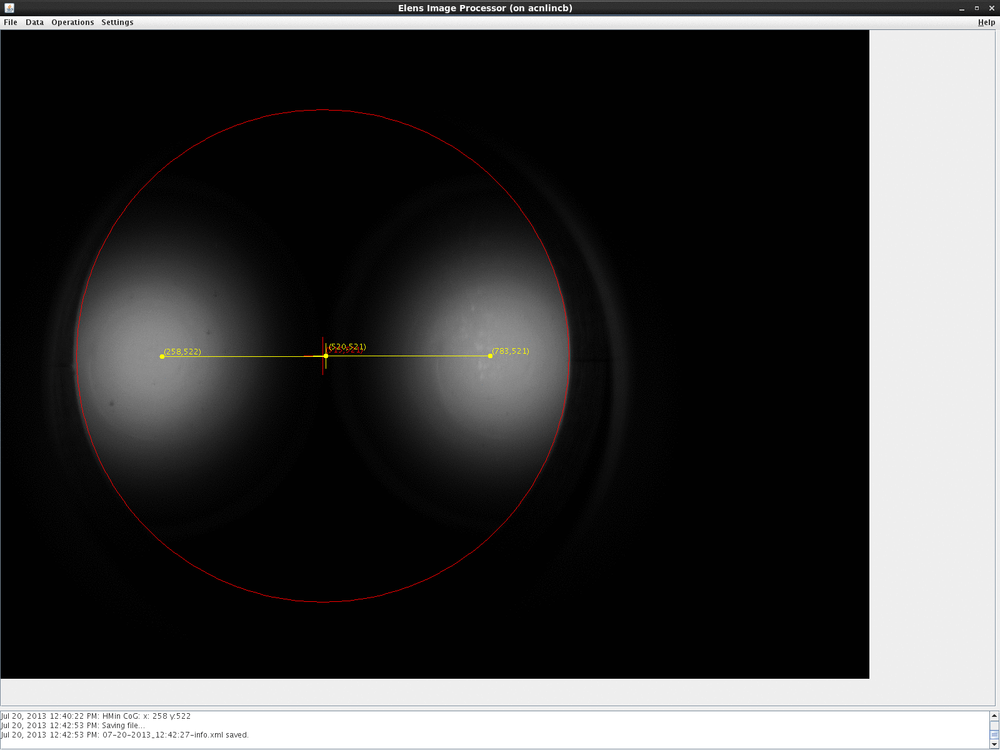 Elens Image Processor (on acnlincb)
File Data Operations Settings Help
(520,521)
(258,522)
(783,521)
Jul 20, 2013 12:40:22 PM: HMin CoG: x: 258 y:522
Jul 20, 2013 12:42:53 PM: Saving file...
Jul 20, 2013 12:42:53 PM: 07-20-2013_12:42:27-info.xml saved.